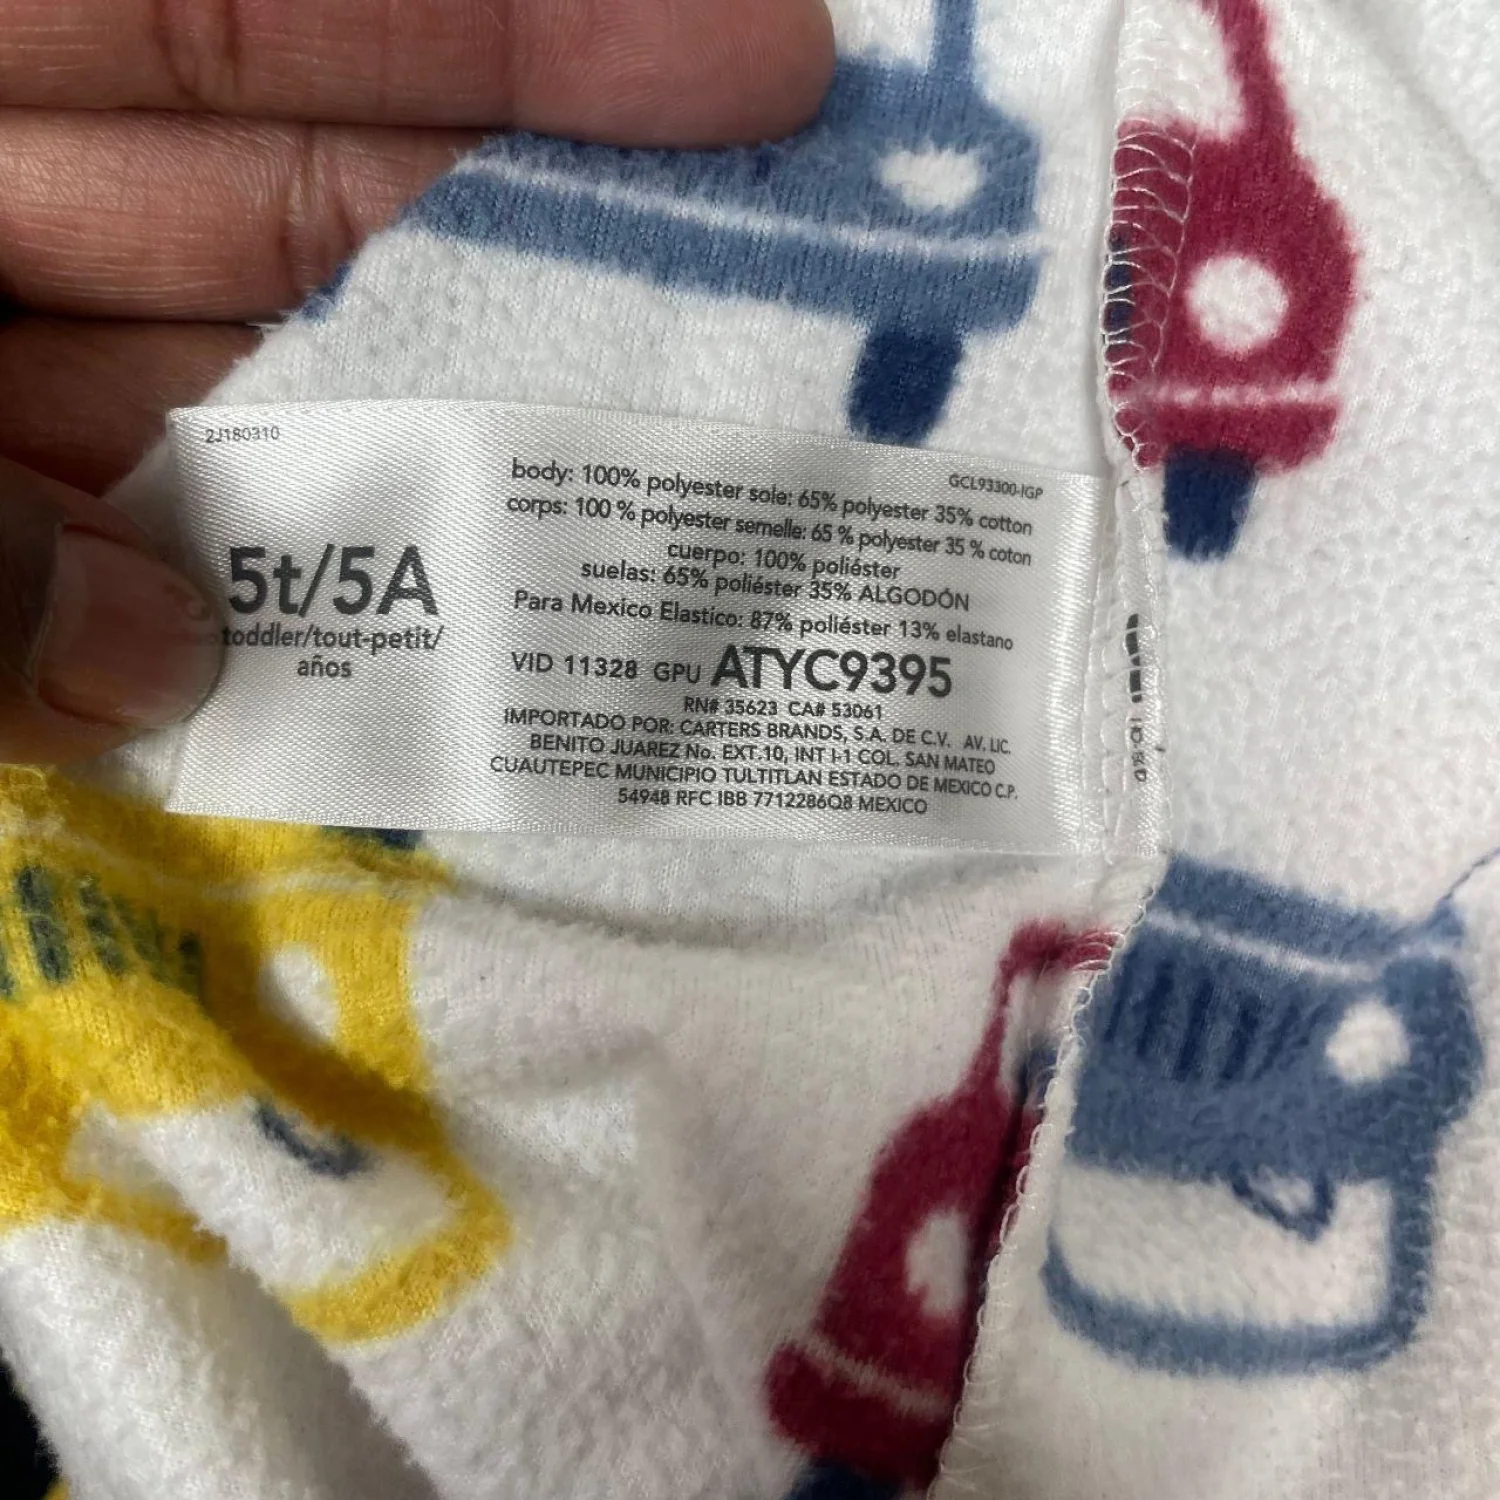 2J180310
5t/5A
toddler/tout-petit/
años
GCL93300-IGP
body: 100% polyester sole: 65% polyester 35% cotton
corps: 100 % polyester semelle: 65 % polyester 35 % coton
cuerpo: 100% poliéster
suelas: 65% poliéster 35% ALGODÓN
Para Mexico Elastico: 87% poliéster 13% elastano
VID 11328 GPU ATYC9395
RN# 35623 CA# 53061
IMPORTADO POR: CARTERS BRANDS, S.A. DE C.V. AV. LIC.
BENITO JUAREZ No. EXT.10, INT I-1 COL. SAN MATEO
CUAUTEPEC MUNICIPIO TULTITLAN ESTADO DE MEXICO C.P.
54948 RFC IBB 7712286Q8 MEXICO